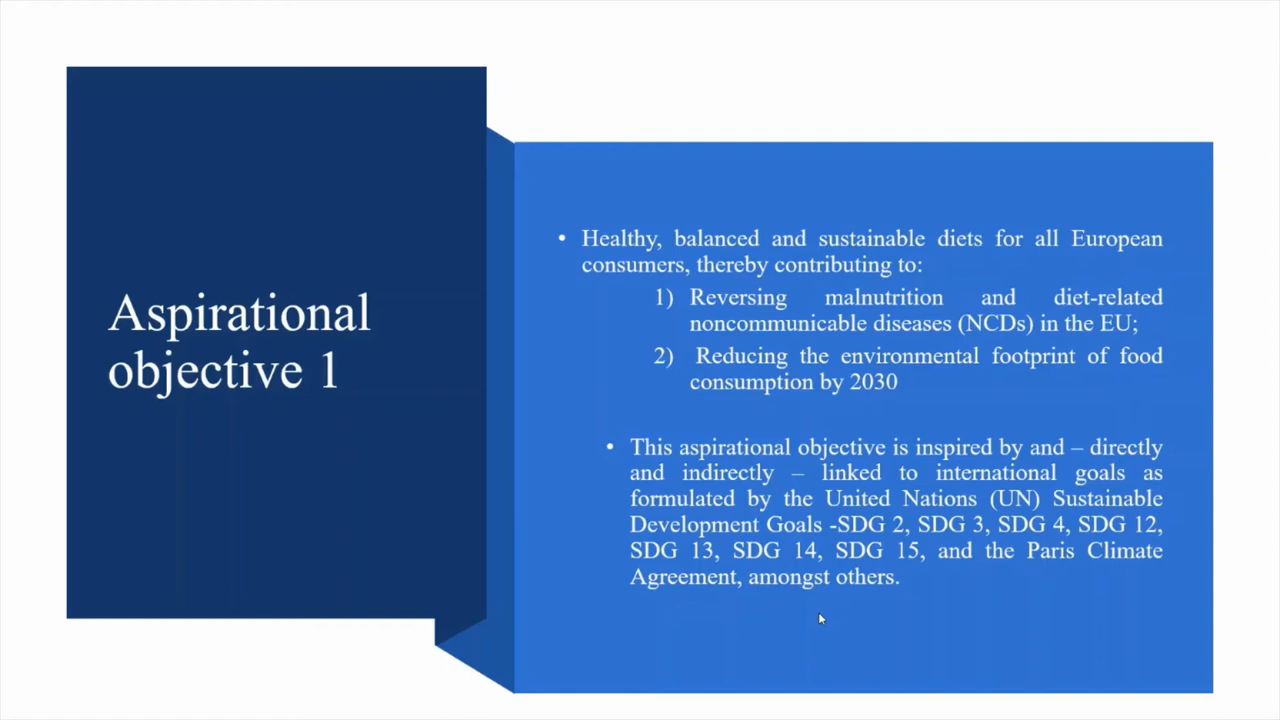 Aspirational
objective 1
• Healthy, balanced and sustainable diets for all European
consumers, thereby contributing to:
1) Reversing malnutrition and diet-related
noncommunicable diseases (NCDs) in the EU;
2) Reducing the environmental footprint of food
consumption by 2030
• This aspirational objective is inspired by and – directly
and indirectly – linked to international goals as
formulated by the United Nations (UN) Sustainable
Development Goals -SDG 2, SDG 3, SDG 4, SDG 12,
SDG 13, SDG 14, SDG 15, and the Paris Climate
Agreement, amongst others.